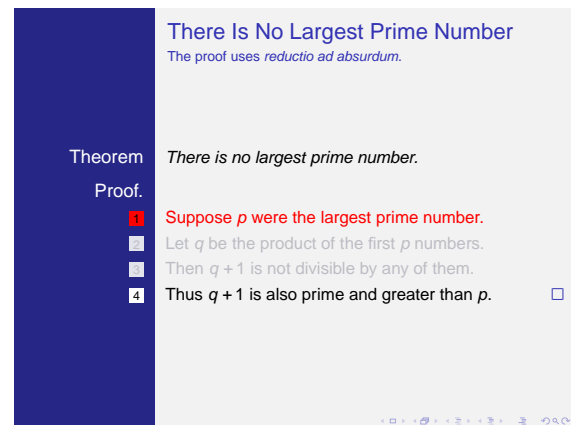 There Is No Largest Prime Number
The proof uses reductio ad absurdum.
Theorem There is no largest prime number.
Proof.
1 Suppose p were the largest prime number.
2 Let q be the product of the first p numbers.
3 Then q + 1 is not divisible by any of them.
4 Thus q + 1 is also prime and greater than p.